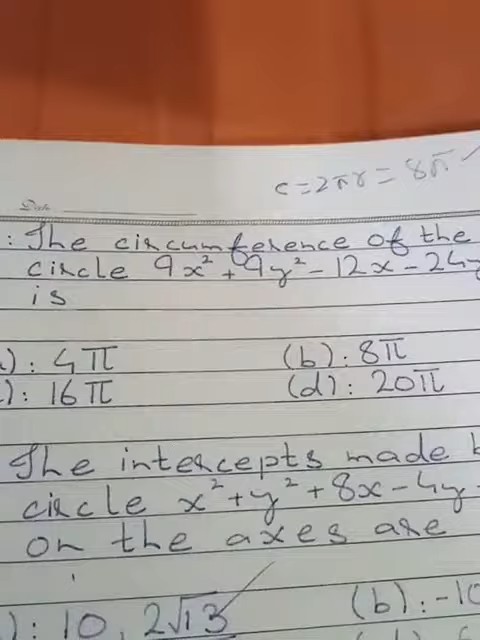 c = 2πr = 8π
: The circumference of the
circle 9x² + 9y² - 12x - 24y
is
): 4π (b): 8π
): 16π (d): 20π
The intercepts made
circle x² + y² + 8x - 4y
on the axes are
): 10, 2√13 (b): -10